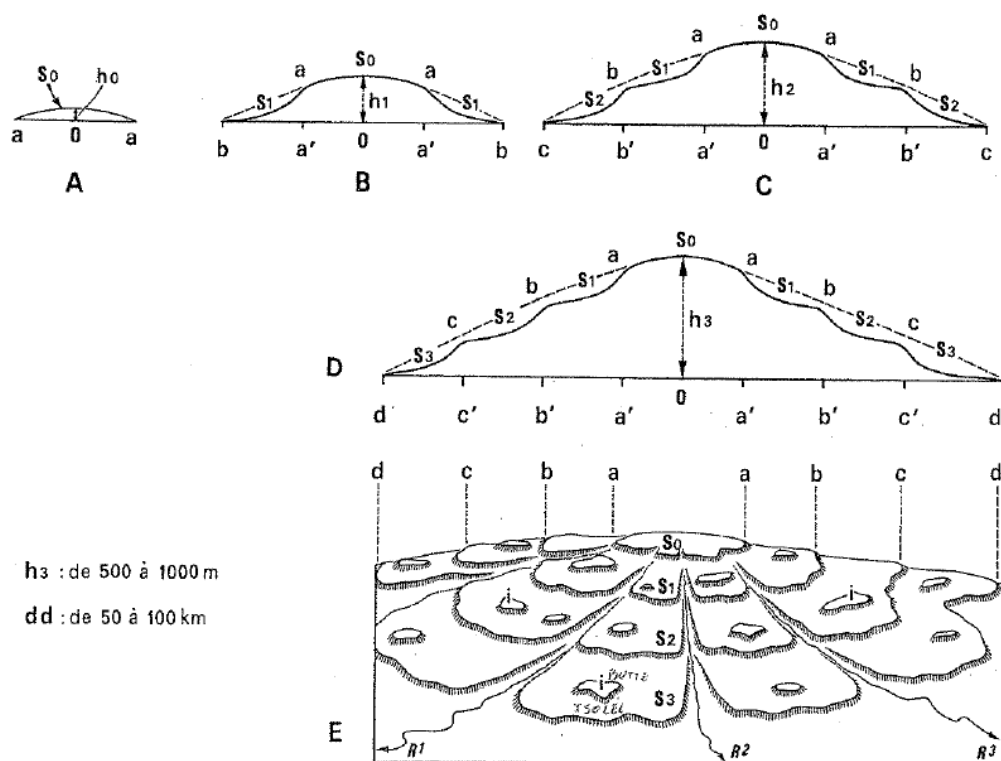 S0 h0
a 0 a
A
S0
a a
S1 h1 S1
b a' 0 a' b
B
S0
a a
b S1 S1 b
S2 h2 S2
c b' a' 0 a' b' c
C
S0
a a
b S1 S1 b
c S2 h3 S2 c
S3 S3
D
0
d c' b' a' a' b' c' d
d c b a a b c d
S0
h3 : de 500 à 1000 m
S1
i i
dd : de 50 à 100 km
S2
i BUTTE S3
E
R1 R2 R3